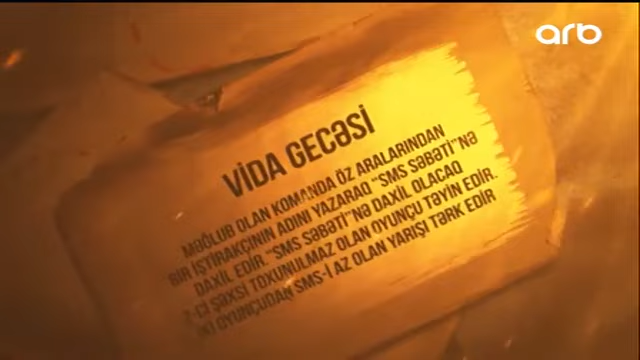 arb
VİDA GECƏSİ
MƏĞLUB OLAN KOMANDA ÖZ ARALARINDAN
BİR İŞTİRAKÇININ ADINI YAZARAQ "SMS SƏBƏTİ"NƏ
DAXİL EDİR. "SMS SƏBƏTİ"NƏ DAXİL OLACAQ
2-Cİ ŞƏXSİ TOXUNULMAZ OLAN OYUNÇU TƏYİN EDİR.
İKİ OYUNÇUDAN SMS-İ AZ OLAN YARIŞI TƏRK EDİR